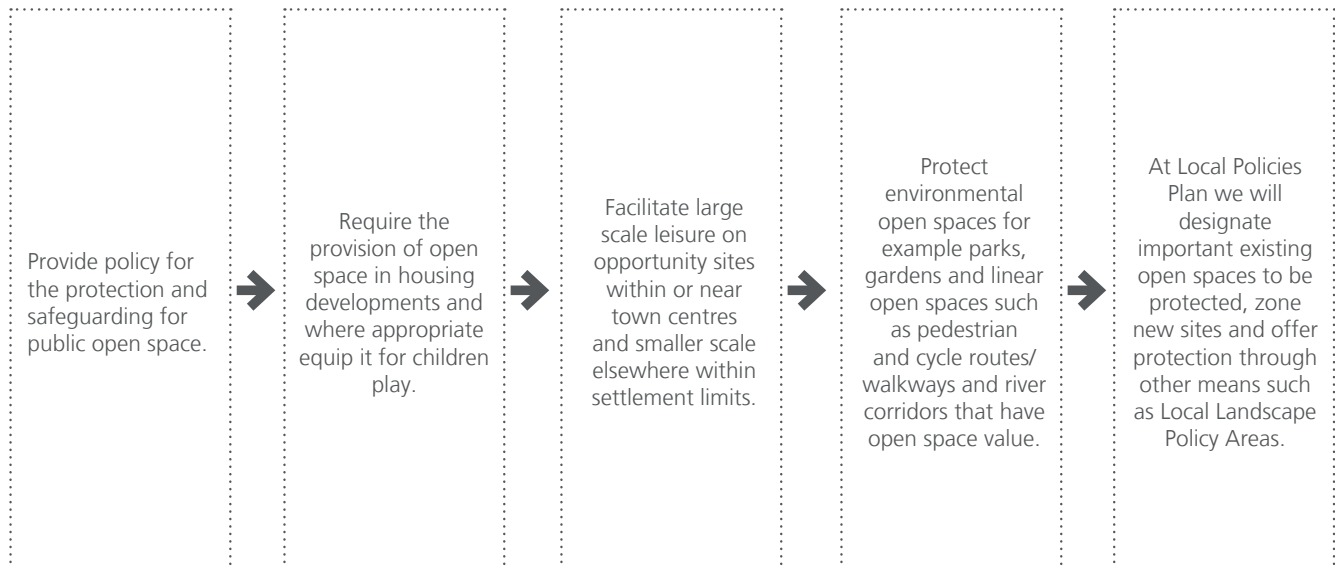 Provide policy for
the protection and
safeguarding for
public open space.
Require the
provision of open
space in housing
developments and
where appropriate
equip it for children
play.
Facilitate large
scale leisure on
opportunity sites
within or near
town centres
and smaller scale
elsewhere within
settlement limits.
Protect
environmental
open spaces for
example parks,
gardens and linear
open spaces such
as pedestrian
and cycle routes/
walkways and river
corridors that have
open space value.
At Local Policies
Plan we will
designate
important existing
open spaces to be
protected, zone
new sites and offer
protection through
other means such
as Local Landscape
Policy Areas.